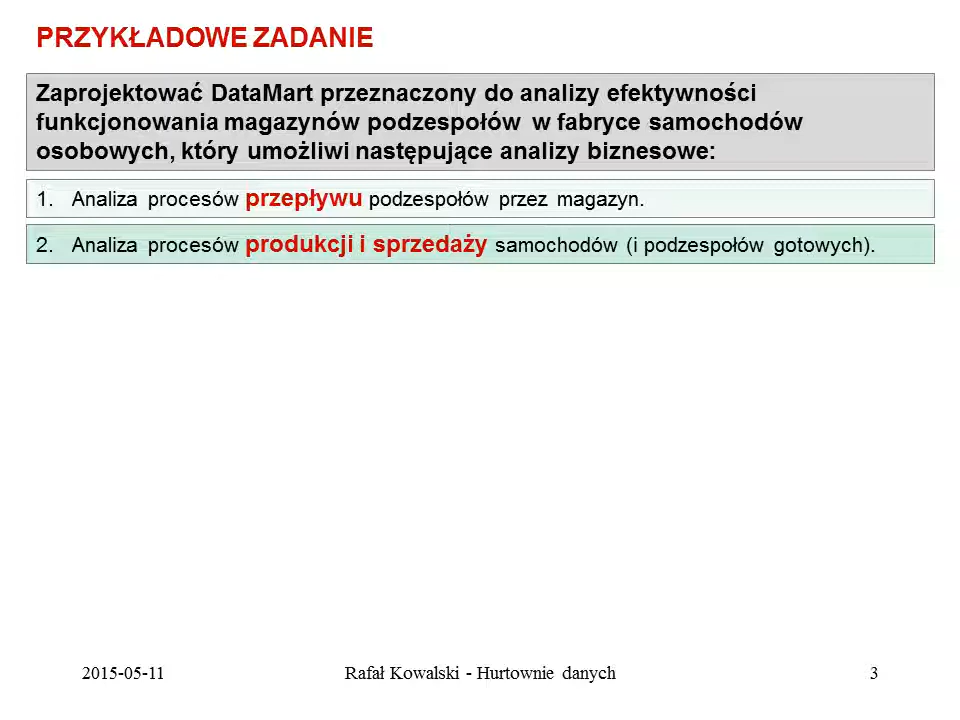 PRZYKŁADOWE ZADANIE
Zaprojektować DataMart przeznaczony do analizy efektywności
funkcjonowania magazynów podzespołów w fabryce samochodów
osobowych, który umożliwi następujące analizy biznesowe:
1. Analiza procesów przepływu podzespołów przez magazyn.
2. Analiza procesów produkcji i sprzedaży samochodów (i podzespołów gotowych).
2015-05-11 Rafał Kowalski - Hurtownie danych 3